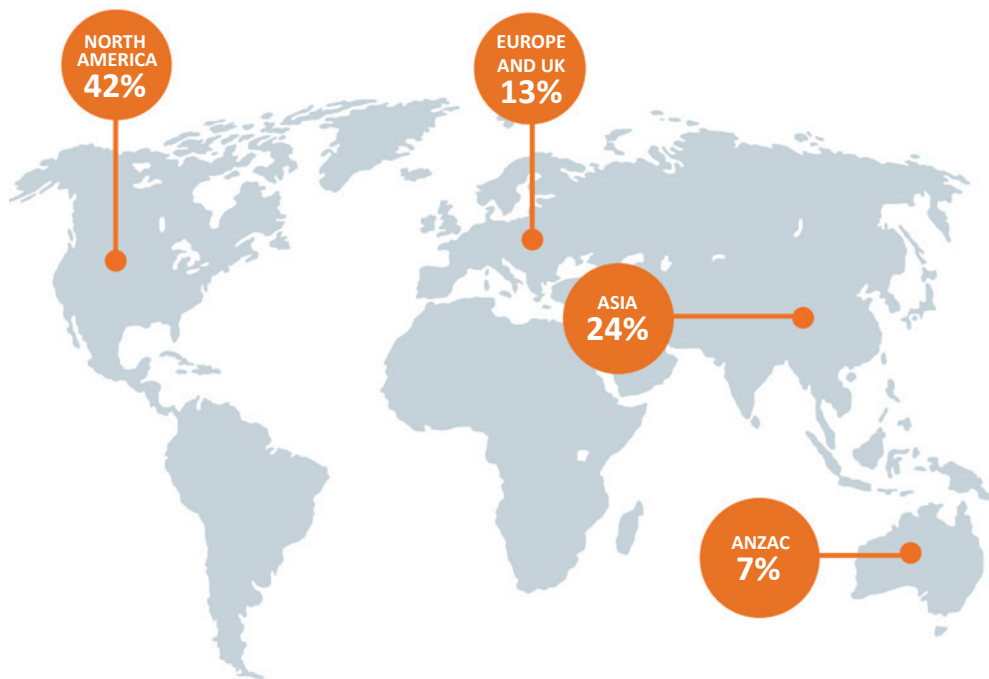 NORTH
AMERICA
42%
EUROPE
AND UK
13%
ASIA
24%
ANZAC
7%